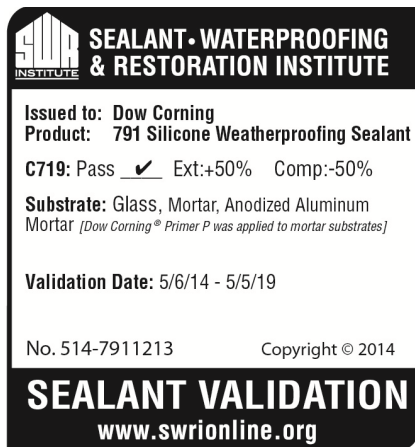 SWR
INSTITUTE
SEALANT • WATERPROOFING
& RESTORATION INSTITUTE
Issued to: Dow Corning
Product: 791 Silicone Weatherproofing Sealant
C719: Pass ✔ Ext:+50% Comp:-50%
Substrate: Glass, Mortar, Anodized Aluminum
Mortar [Dow Corning® Primer P was applied to mortar substrates]
Validation Date: 5/6/14 - 5/5/19
No. 514-7911213 Copyright © 2014
SEALANT VALIDATION
www.swrionline.org